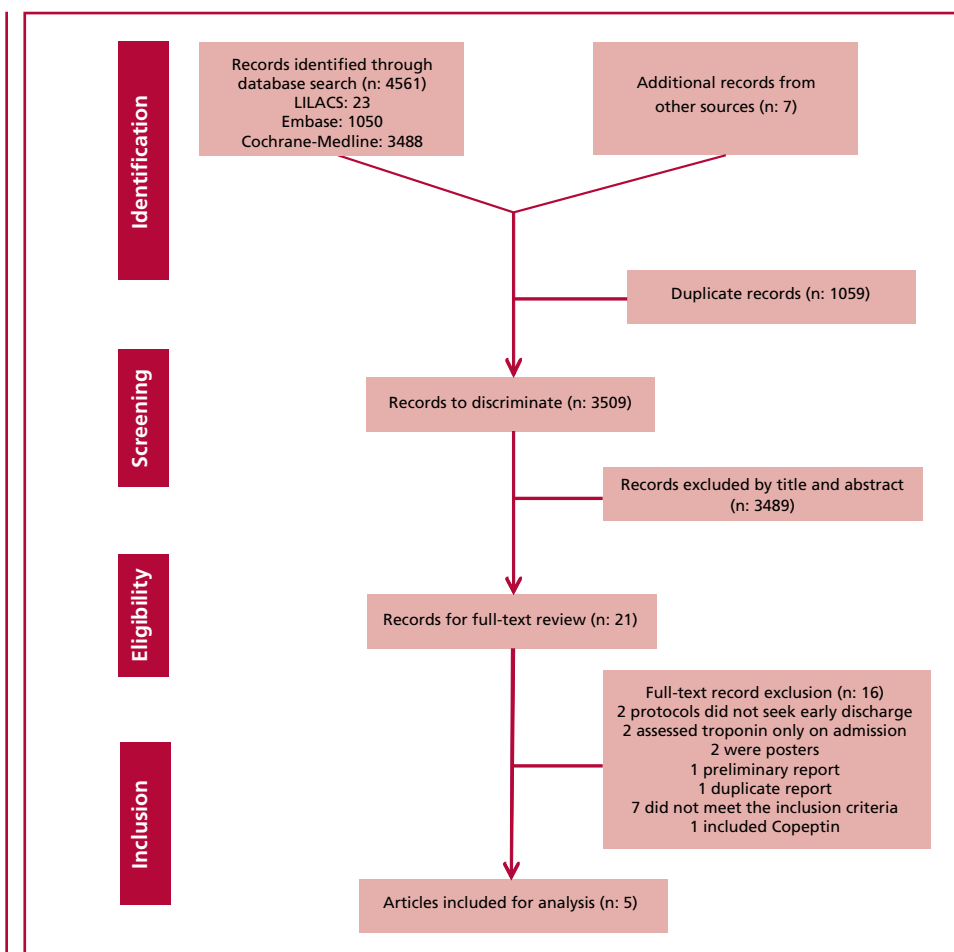 Identification
Records identified through
database search (n: 4561)
LILACS: 23
Embase: 1050
Cochrane-Medline: 3488
Additional records from
other sources (n: 7)
Duplicate records (n: 1059)
Screening
Records to discriminate (n: 3509)
Records excluded by title and abstract
(n: 3489)
Eligibility
Records for full-text review (n: 21)
Full-text record exclusion (n: 16)
2 protocols did not seek early discharge
2 assessed troponin only on admission
2 were posters
1 preliminary report
1 duplicate report
7 did not meet the inclusion criteria
1 included Copeptin
Inclusion
Articles included for analysis (n: 5)